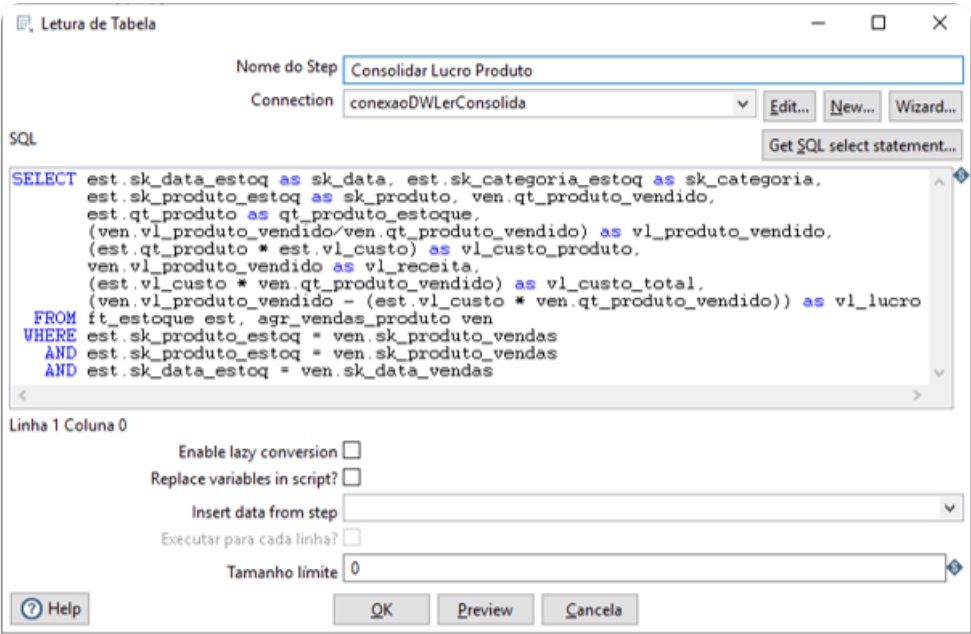 Letura de Tabela
Nome do Step Consolidar Lucro Produto
Connection conexaoDWLerConsolida Edit... New... Wizard...
SQL Get SQL select statement...
SELECT est.sk_data_estoq as sk_data, est.sk_categoria_estoq as sk_categoria,
est.sk_produto_estoq as sk_produto, ven.qt_produto_vendido,
est.qt_produto as qt_produto_estoque,
(ven.vl_produto_vendido/ven.qt_produto_vendido) as vl_produto_vendido,
(est.qt_produto * est.vl_custo) as vl_custo_produto,
ven.vl_produto_vendido as vl_receita,
(est.vl_custo * ven.qt_produto_vendido) as vl_custo_total,
(ven.vl_produto_vendido - (est.vl_custo * ven.qt_produto_vendido)) as vl_lucro
FROM ft_estoque est, agr_vendas_produto ven
WHERE est.sk_produto_estoq = ven.sk_produto_vendas
AND est.sk_produto_estoq = ven.sk_produto_vendas
AND est.sk_data_estoq = ven.sk_data_vendas
Linha 1 Coluna 0
Enable lazy conversion
Replace variables in script?
Insert data from step
Executar para cada linha?
Tamanho límite 0
Help OK Preview Cancela